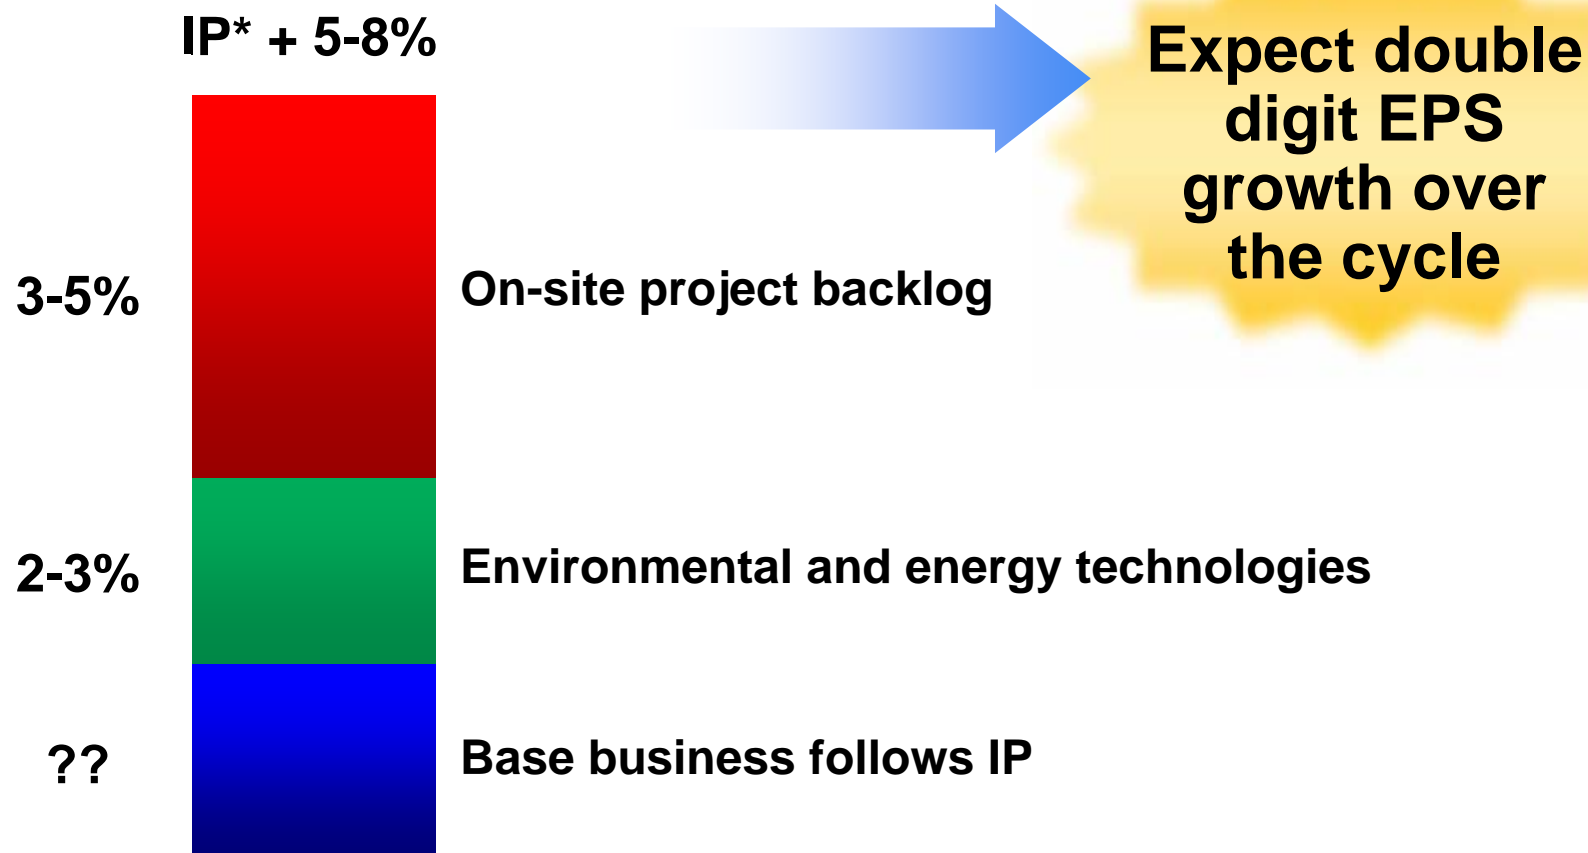 IP* + 5-8%
Expect double
digit EPS
growth over
the cycle
3-5%
On-site project backlog
2-3%
Environmental and energy technologies
??
Base business follows IP